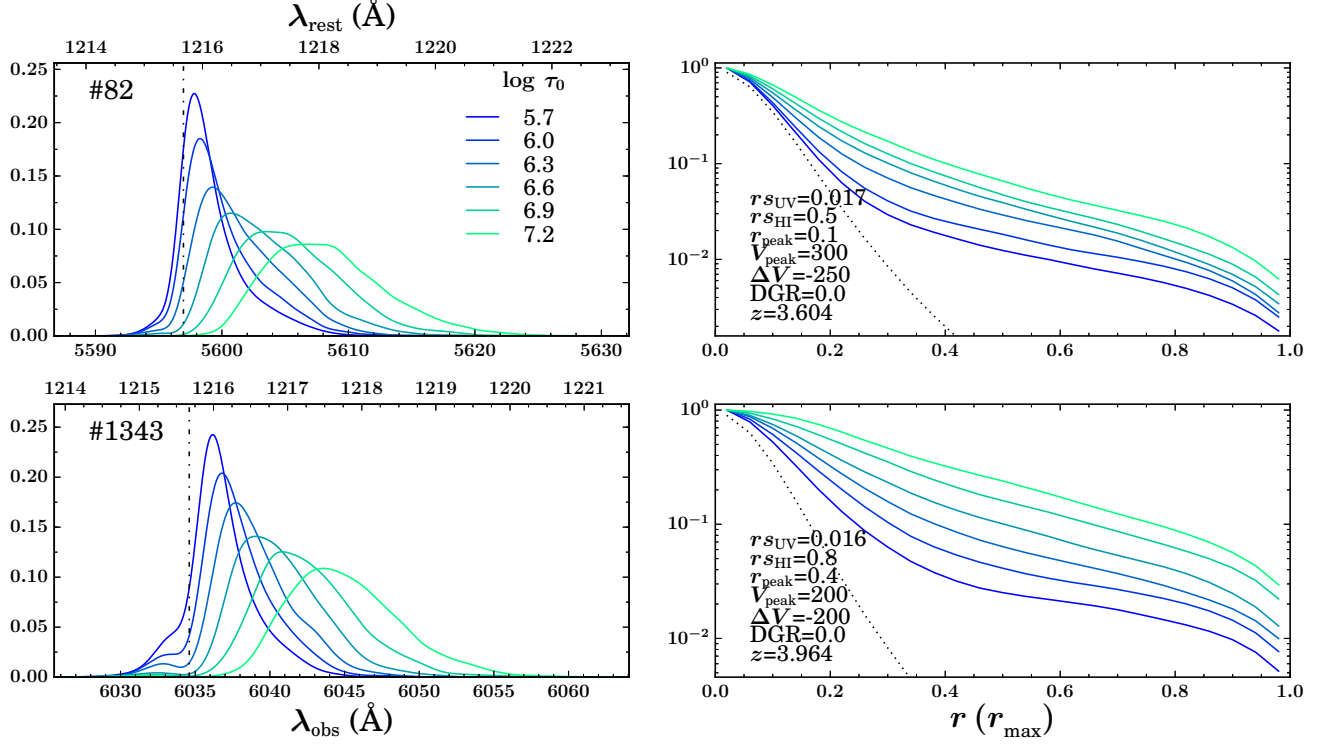 λrest (Å)
1214 1216 1218 1220 1222
#82
log τ0
5.7
6.0
6.3
6.6
6.9
7.2
0.25
0.20
0.15
0.10
0.05
0.00
5590 5600 5610 5620 5630
10^0
10^-1
10^-2
rsUV=0.017
rsHI=0.5
rpeak=0.1
Vpeak=300
ΔV=-250
DGR=0.0
z=3.604
0.0 0.2 0.4 0.6 0.8 1.0
1214 1215 1216 1217 1218 1219 1220 1221
#1343
0.25
0.20
0.15
0.10
0.05
0.00
6030 6035 6040 6045 6050 6055 6060
λobs (Å)
10^0
10^-1
10^-2
rsUV=0.016
rsHI=0.8
rpeak=0.4
Vpeak=200
ΔV=-200
DGR=0.0
z=3.964
0.0 0.2 0.4 0.6 0.8 1.0
r (rmax)